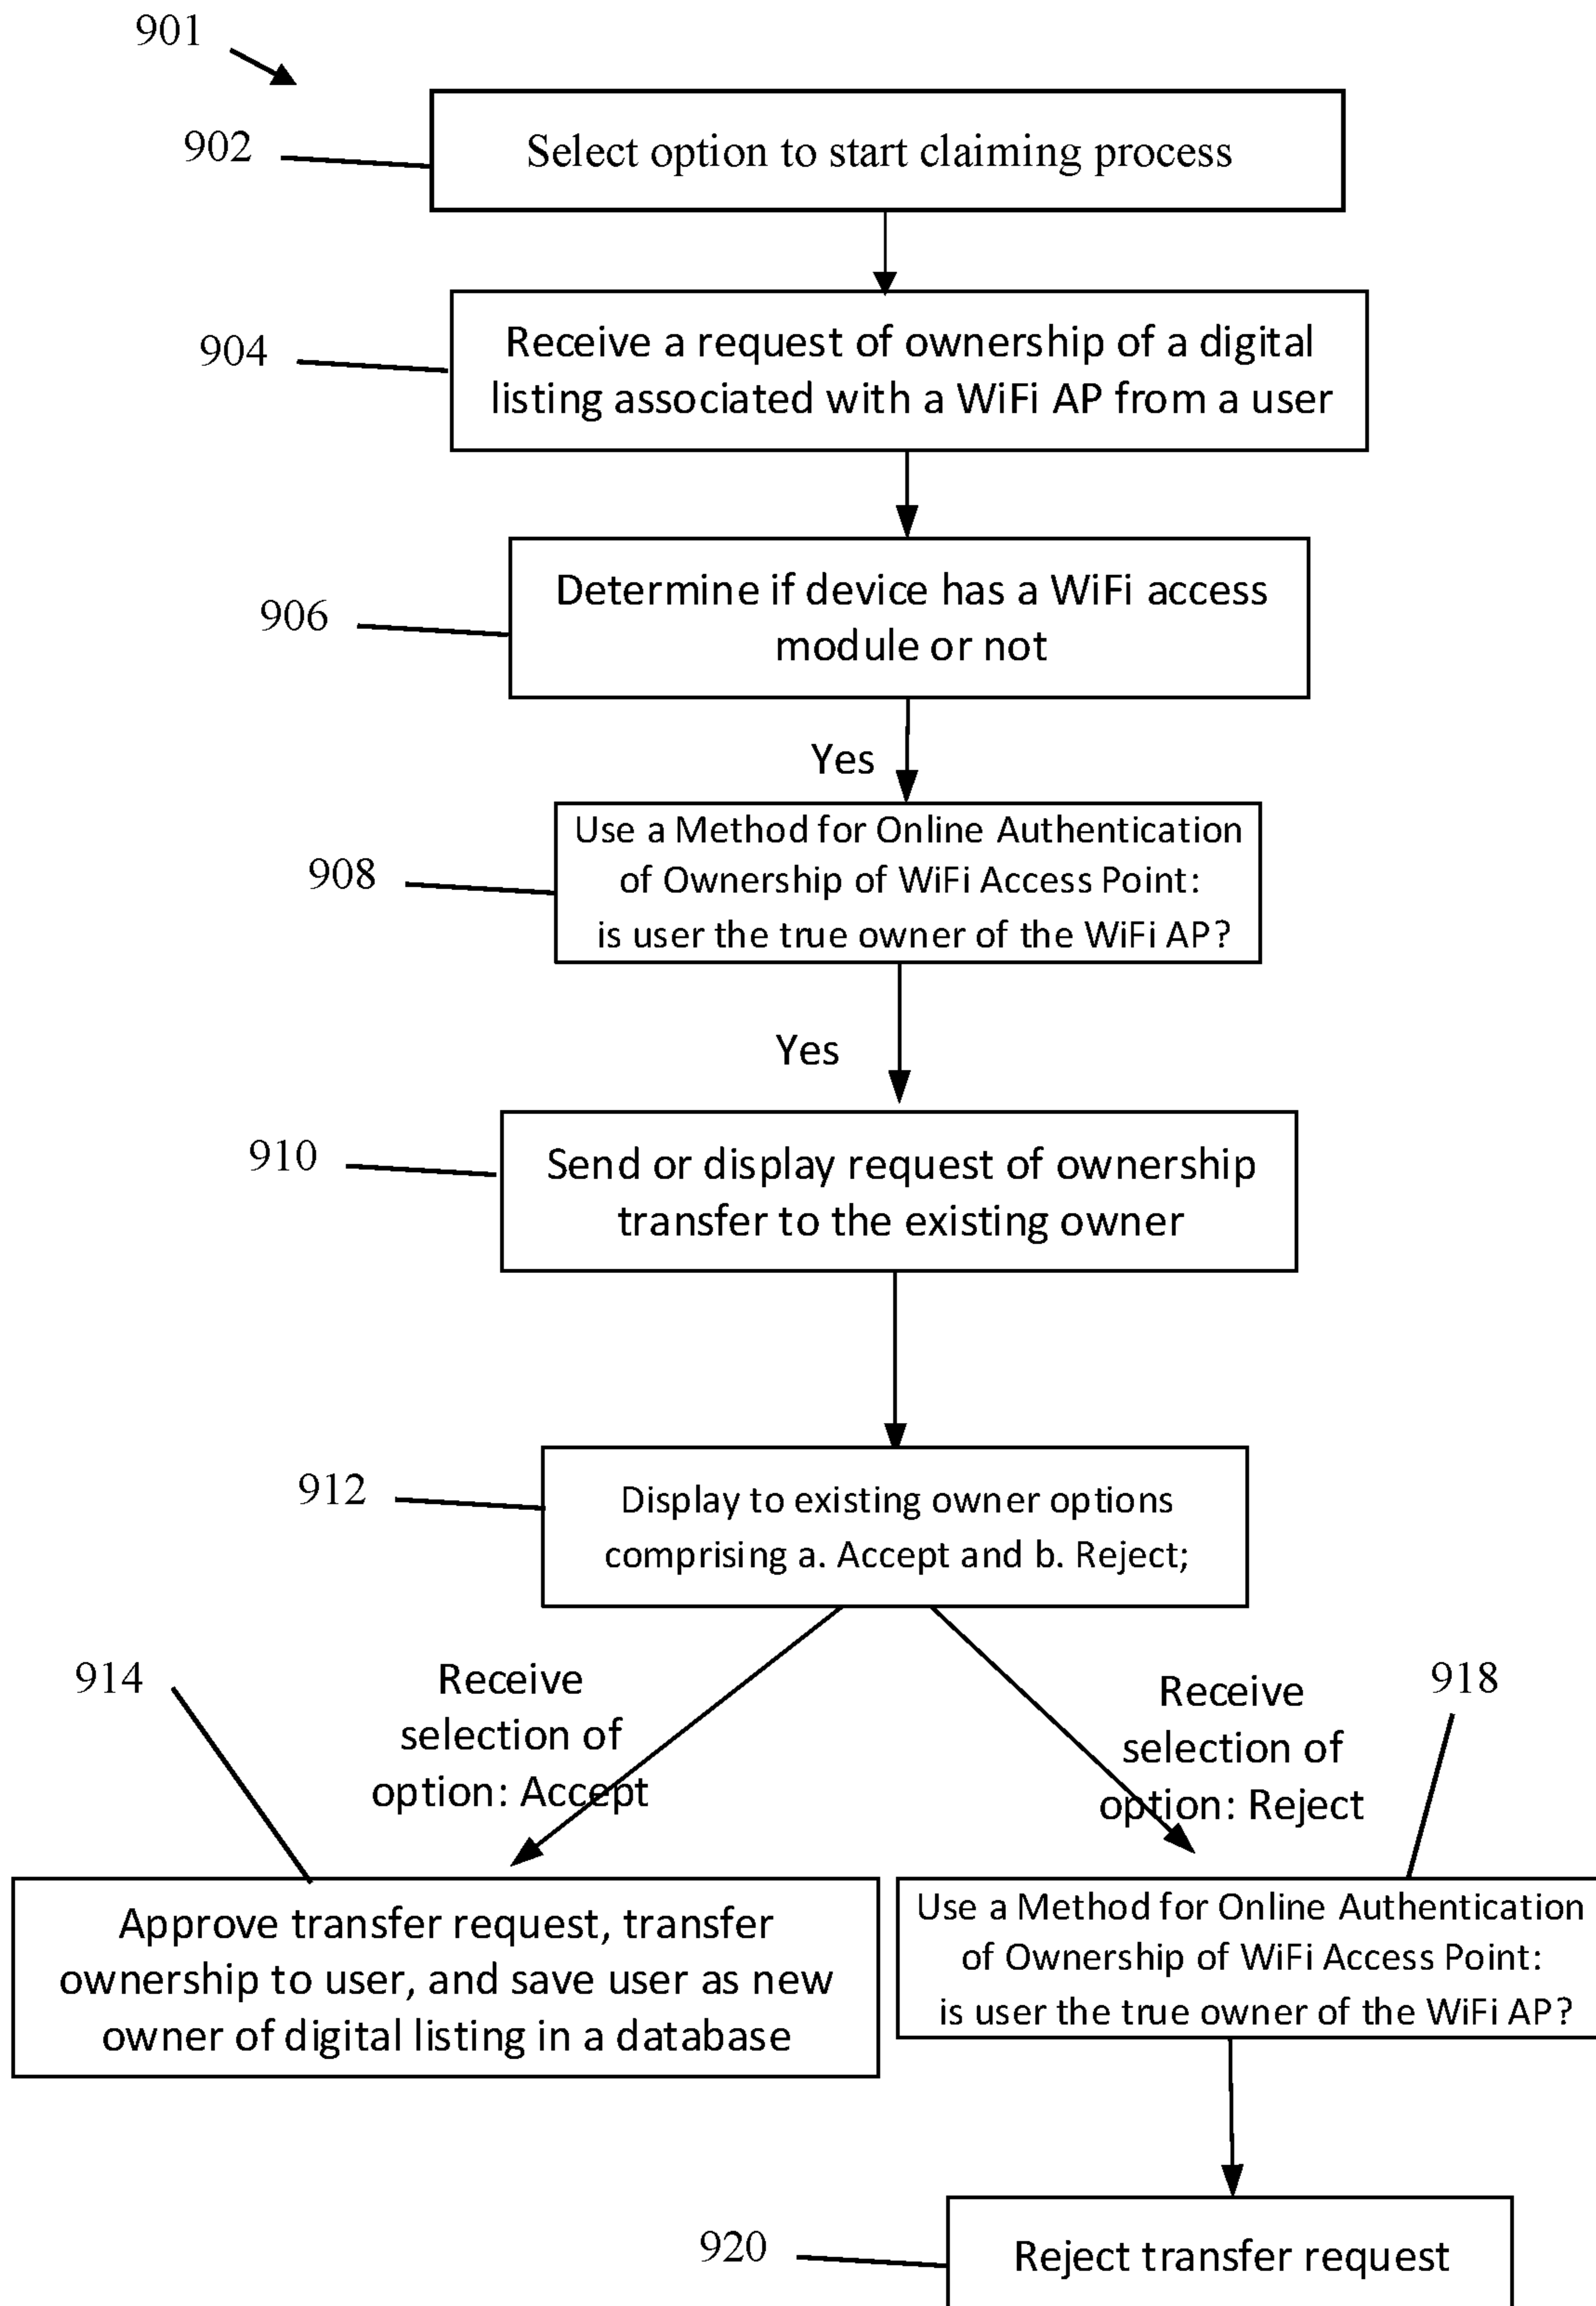 901
902
Select option to start claiming process
904
Receive a request of ownership of a digital
listing associated with a WiFi AP from a user
906
Determine if device has a WiFi access
module or not
Yes
908
Use a Method for Online Authentication
of Ownership of WiFi Access Point:
is user the true owner of the WiFi AP?
Yes
910
Send or display request of ownership
transfer to the existing owner
912
Display to existing owner options
comprising a. Accept and b. Reject;
914
Receive
selection of
option: Accept
Receive
selection of
option: Reject
918
Approve transfer request, transfer
ownership to user, and save user as new
owner of digital listing in a database
Use a Method for Online Authentication
of Ownership of WiFi Access Point:
is user the true owner of the WiFi AP?
920
Reject transfer request